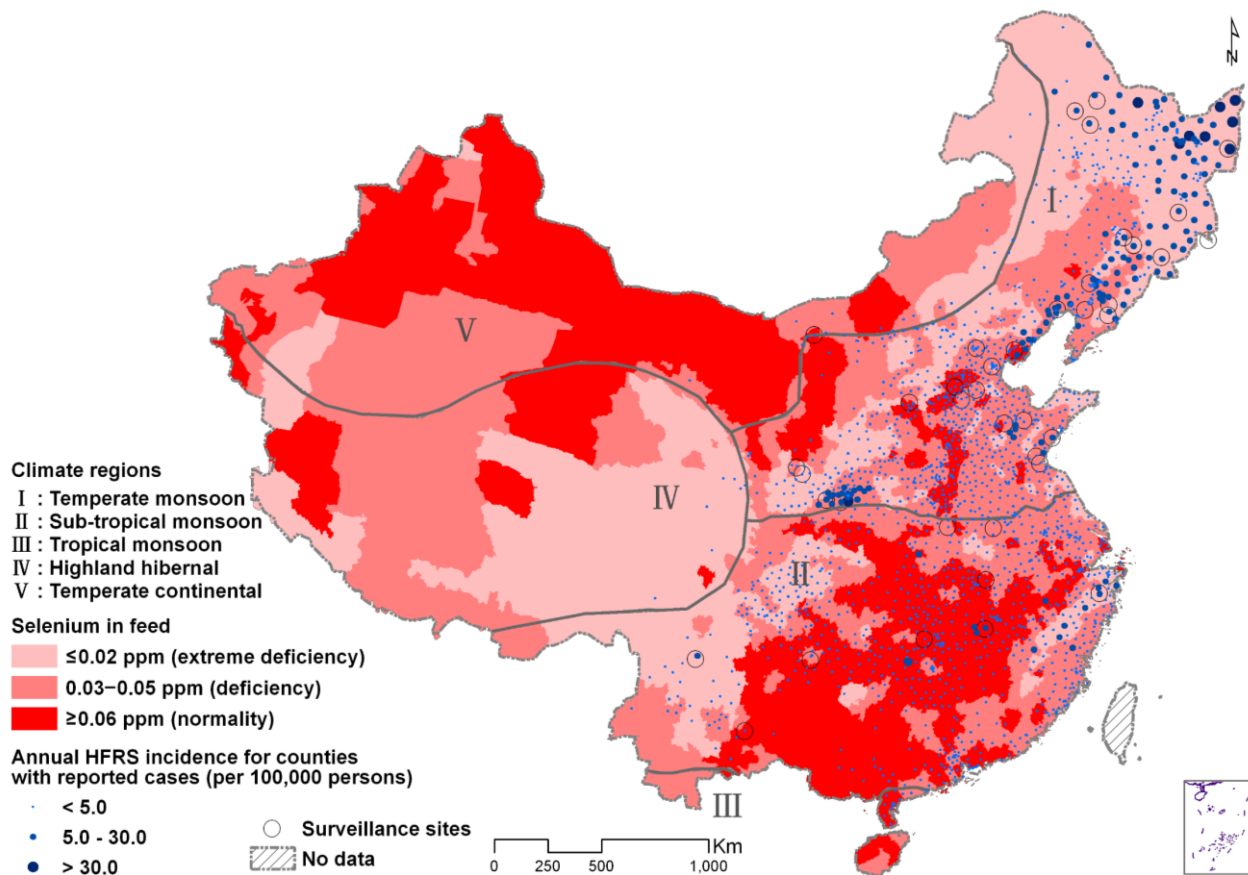 N
I
V
IV
II
III
Climate regions
I : Temperate monsoon
II : Sub-tropical monsoon
III : Tropical monsoon
IV : Highland hibernal
V : Temperate continental
Selenium in feed
≤0.02 ppm (extreme deficiency)
0.03−0.05 ppm (deficiency)
≥0.06 ppm (normality)
Annual HFRS incidence for counties
with reported cases (per 100,000 persons)
< 5.0
5.0 - 30.0
> 30.0
Surveillance sites
No data
Km
0 250 500 1,000